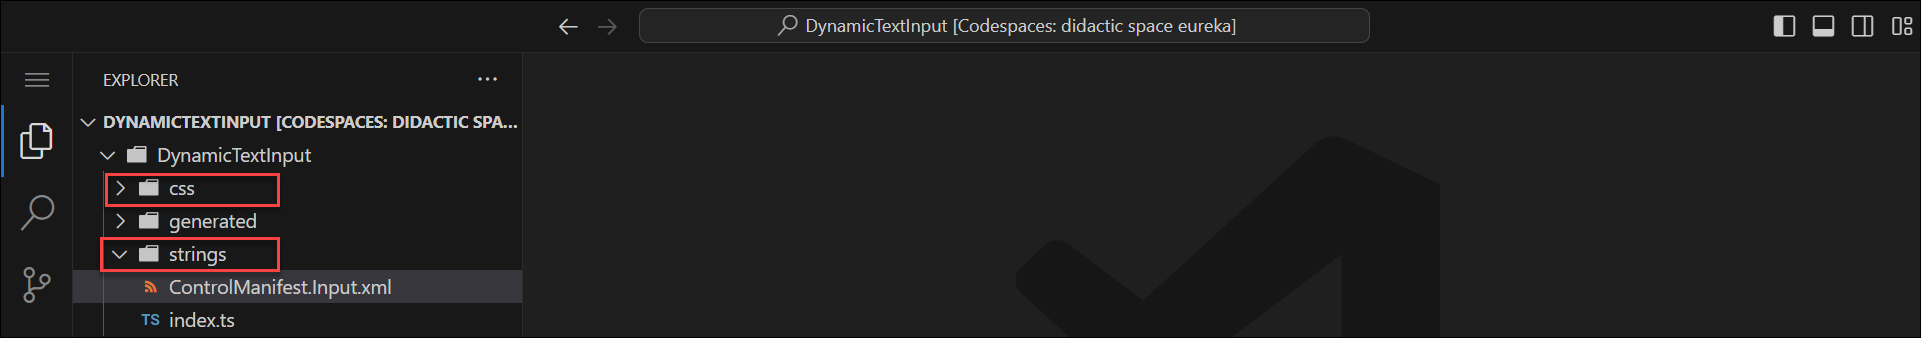 DynamicTextInput [Codespaces: didactic space eureka]
EXPLORER
DYNAMICTEXTINPUT [CODESPACES: DIDACTIC SPA...
DynamicTextInput
css
generated
strings
ControlManifest.Input.xml
TS index.ts